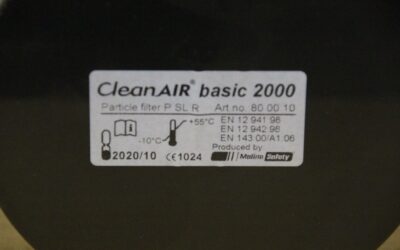 CleanAIR® basic 2000
Particle filter P SL R Art no. 80 00 10
+55°C
-10°C
EN 12 941 98
EN 12 942 98
EN 143:00/A1:06
2020/10 CE1024
Produced by Malina Safety